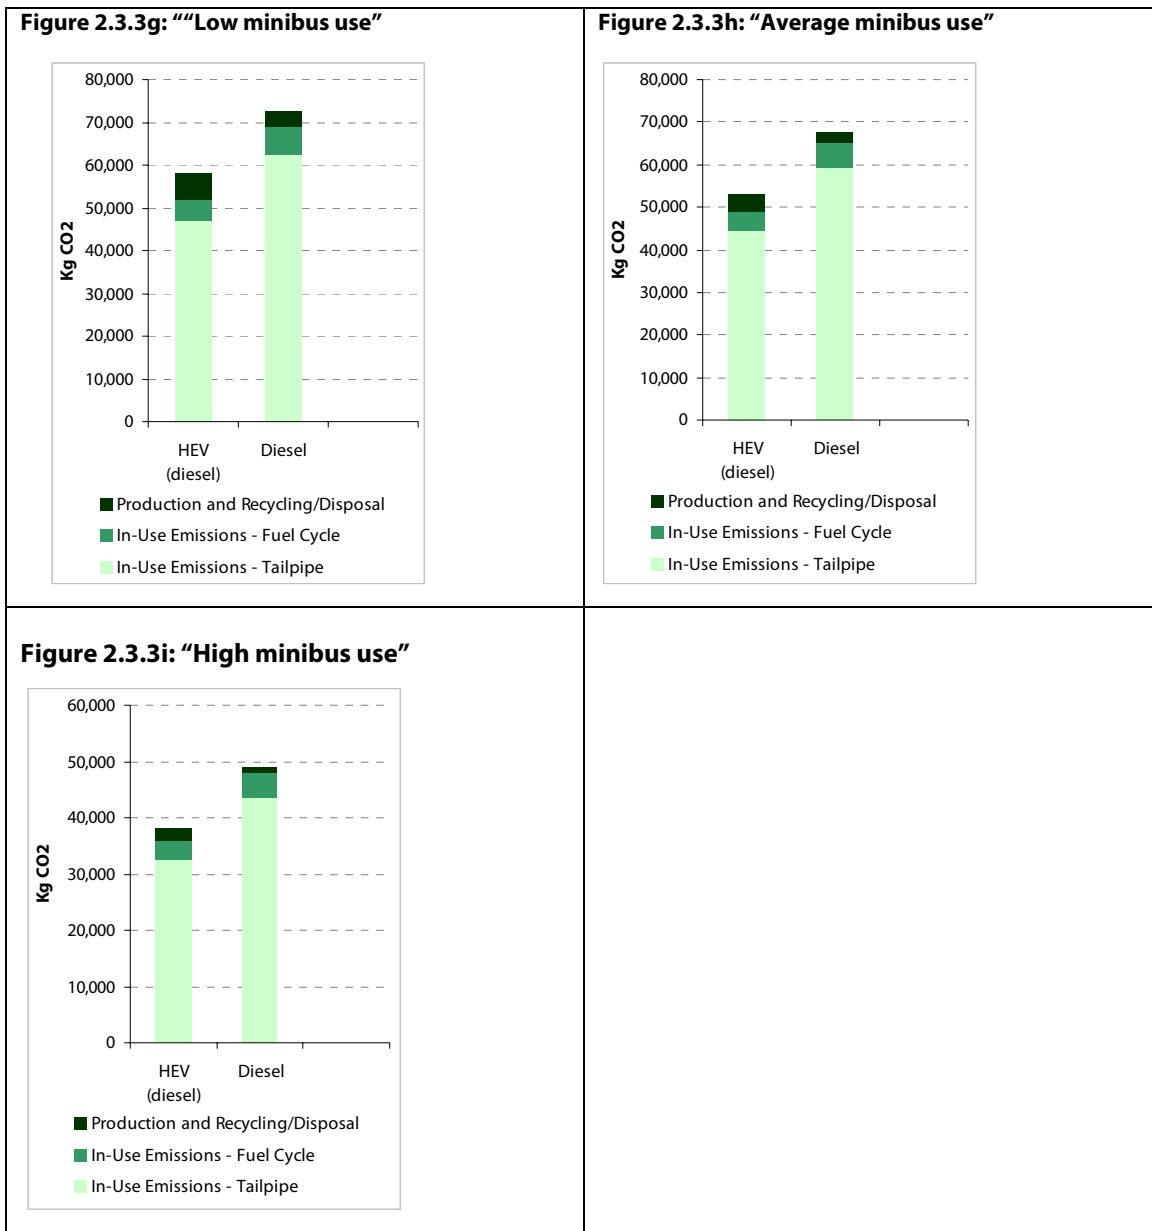 Figure 2.3.3g: ““Low minibus use”
80,000
70,000
60,000
50,000
40,000
30,000
20,000
10,000
0
Kg CO2
HEV
(diesel)
Diesel
Production and Recycling/Disposal
In-Use Emissions - Fuel Cycle
In-Use Emissions - Tailpipe
Figure 2.3.3h: “Average minibus use”
80,000
70,000
60,000
50,000
40,000
30,000
20,000
10,000
0
Kg CO2
HEV
(diesel)
Diesel
Production and Recycling/Disposal
In-Use Emissions - Fuel Cycle
In-Use Emissions - Tailpipe
Figure 2.3.3i: “High minibus use”
60,000
50,000
40,000
30,000
20,000
10,000
0
Kg CO2
HEV
(diesel)
Diesel
Production and Recycling/Disposal
In-Use Emissions - Fuel Cycle
In-Use Emissions - Tailpipe